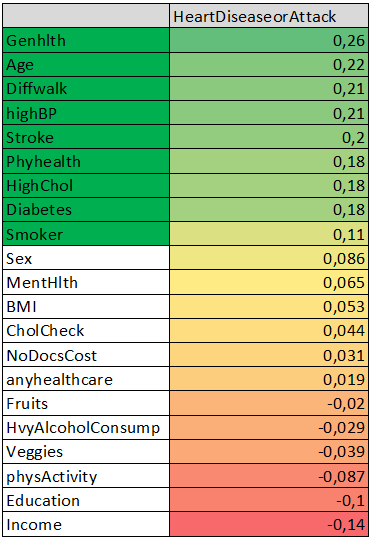 HeartDiseaseorAttack
Genhlth 0,26
Age 0,22
Diffwalk 0,21
highBP 0,21
Stroke 0,2
Phyhealth 0,18
HighChol 0,18
Diabetes 0,18
Smoker 0,11
Sex 0,086
MentHlth 0,065
BMI 0,053
CholCheck 0,044
NoDocsCost 0,031
anyhealthcare 0,019
Fruits -0,02
HvyAlcoholConsump -0,029
Veggies -0,039
physActivity -0,087
Education -0,1
Income -0,14